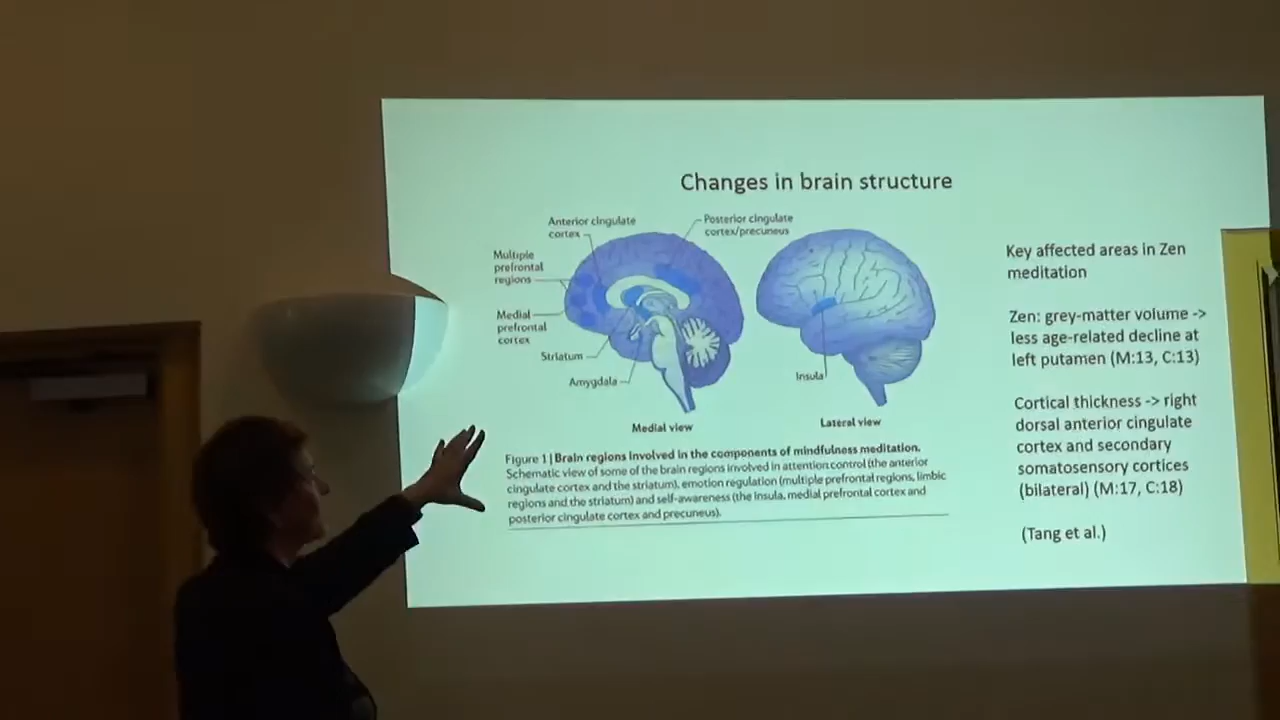 Changes in brain structure
Anterior cingulate
cortex
Posterior cingulate
cortex/precuneus
Multiple
prefrontal
regions
Medial
prefrontal
cortex
Striatum
Amygdala
Insula
Medial view
Lateral view
Figure 1 | Brain regions involved in the components of mindfulness meditation.
Schematic view of some of the brain regions involved in attention control (the anterior
cingulate cortex and the striatum), emotion regulation (multiple prefrontal regions, limbic
regions and the striatum) and self-awareness (the insula, medial prefrontal cortex and
posterior cingulate cortex and precuneus).
Key affected areas in Zen
meditation
Zen: grey-matter volume ->
less age-related decline at
left putamen (M:13, C:13)
Cortical thickness -> right
dorsal anterior cingulate
cortex and secondary
somatosensory cortices
(bilateral) (M:17, C:18)
(Tang et al.)